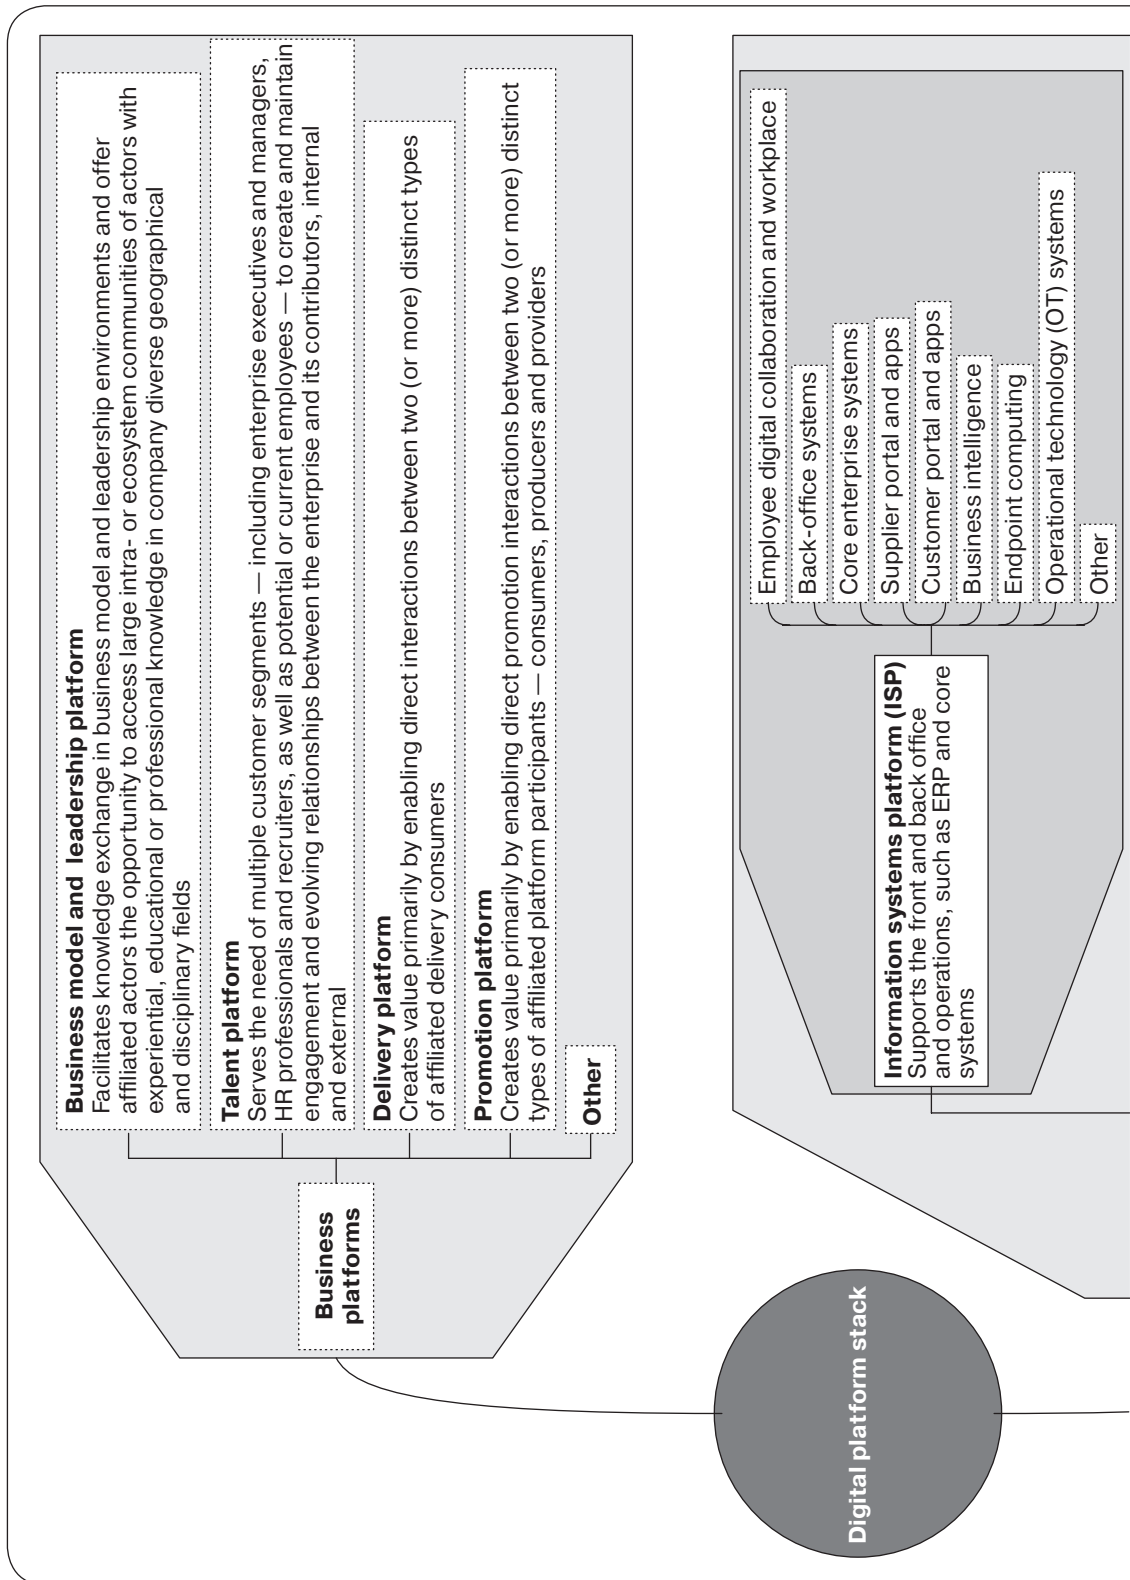 Digital platform stack
Business
platforms
Business model and leadership platform
Facilitates knowledge exchange in business model and leadership environments and offer
affiliated actors the opportunity to access large intra- or ecosystem communities of actors with
experiential, educational or professional knowledge in company diverse geographical
and disciplinary fields
Talent platform
Serves the need of multiple customer segments — including enterprise executives and managers,
HR professionals and recruiters, as well as potential or current employees — to create and maintain
engagement and evolving relationships between the enterprise and its contributors, internal
and external
Delivery platform
Creates value primarily by enabling direct interactions between two (or more) distinct types
of affiliated delivery consumers
Promotion platform
Creates value primarily by enabling direct promotion interactions between two (or more) distinct
types of affiliated platform participants — consumers, producers and providers
Other
Information systems platform (ISP)
Supports the front and back office
and operations, such as ERP and core
systems
Employee digital collaboration and workplace
Back-office systems
Core enterprise systems
Supplier portal and apps
Customer portal and apps
Business intelligence
Endpoint computing
Operational technology (OT) systems
Other